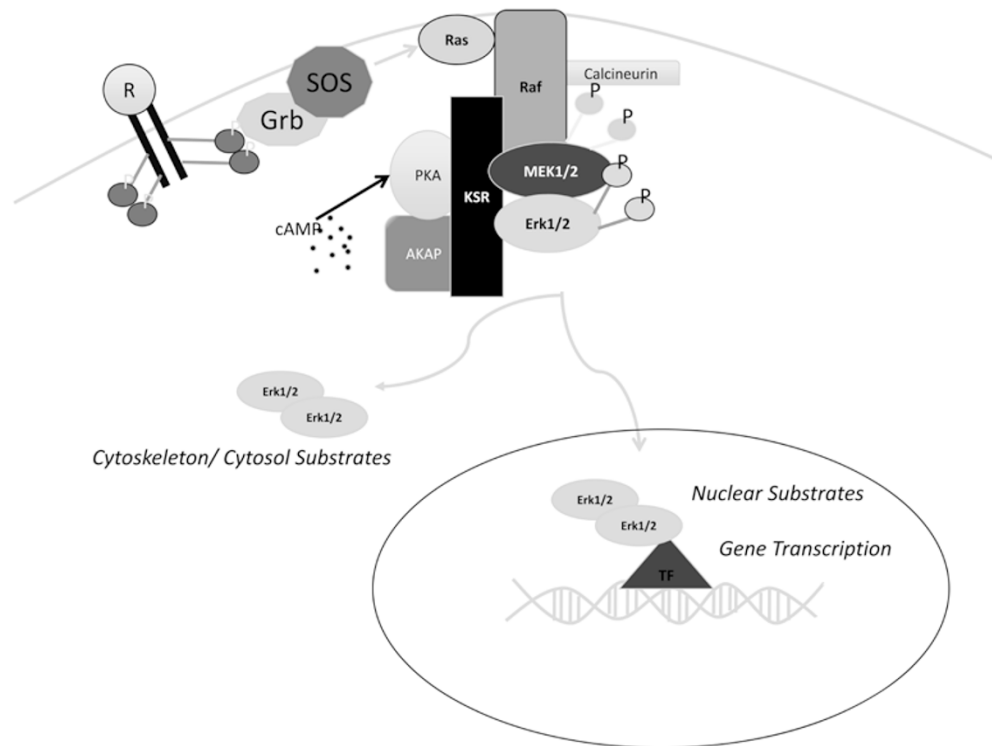 Ras
R
SOS
Grb
Raf
Calcineurin
P
P
P
P
P
P
P
P
MEK1/2
PKA
KSR
Erk1/2
cAMP
AKAP
Erk1/2
Erk1/2
Cytoskeleton/ Cytosol Substrates
Erk1/2
Nuclear Substrates
Erk1/2
Gene Transcription
TF